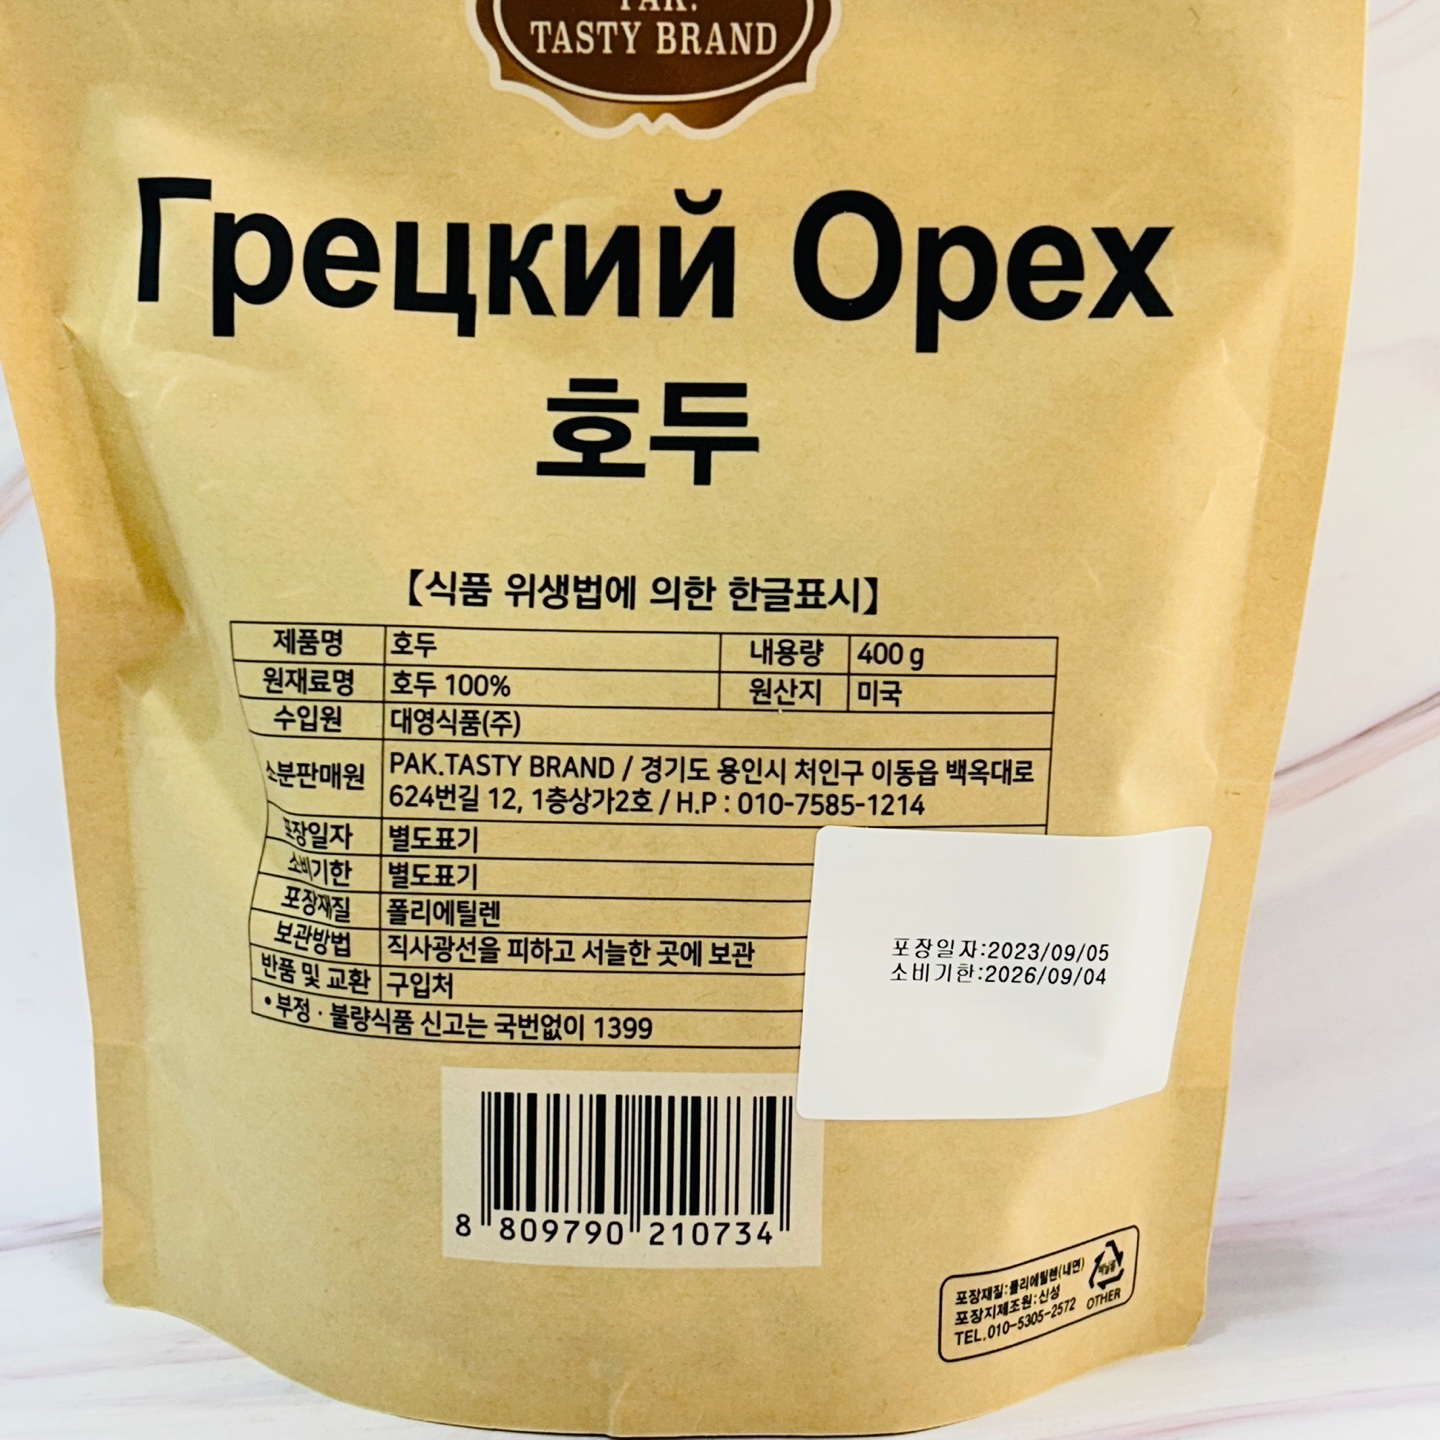 PAK.
TASTY BRAND
Грецкий Орех
호두
【식품 위생법에 의한 한글표시】
제품명 호두 내용량 400 g
원재료명 호두 100% 원산지 미국
수입원 대영식품(주)
소분판매원 PAK.TASTY BRAND / 경기도 용인시 처인구 이동읍 백옥대로
624번길 12, 1층상가2호 / H.P : 010-7585-1214
포장일자 별도표기
소비기한 별도표기
포장재질 폴리에틸렌
보관방법 직사광선을 피하고 서늘한 곳에 보관
반품 및 교환 구입처
• 부정 · 불량식품 신고는 국번없이 1399
포장일자:2023/09/05
소비기한:2026/09/04
8 809790 210734
포장재질:폴리에틸렌(내면)
포장지제조원:신성
TEL.010-5305-2572
비닐류
OTHER